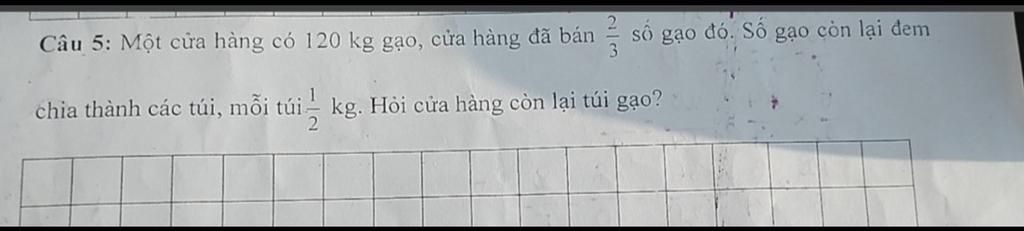 Câu 5: Một cửa hàng có 120 kg gạo, cửa hàng đã bán 2/3 số gạo đó. Số gạo còn lại đem
chia thành các túi, mỗi túi 1/2 kg. Hỏi cửa hàng còn lại túi gạo?